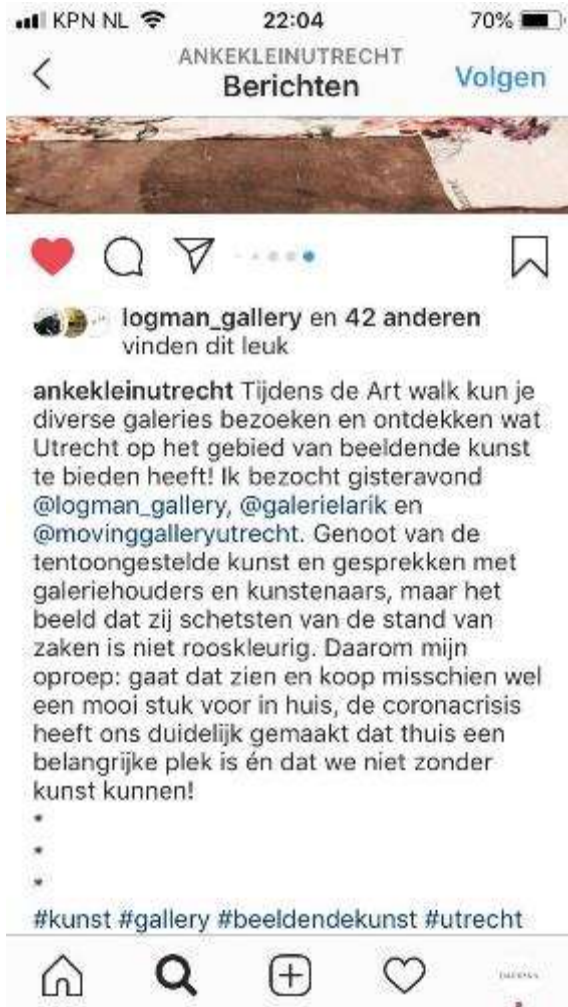 KPN NL 22:04 70%
ANKEKLEINUTRECHT
Berichten
Volgen
logman_gallery en 42 anderen
vinden dit leuk
ankekleinutrecht Tijdens de Art walk kun je
diverse galeries bezoeken en ontdekken wat
Utrecht op het gebied van beeldende kunst
te bieden heeft! Ik bezocht gisteravond
@logman_gallery, @galerielarik en
@movinggalleryutrecht. Genoot van de
tentoongestelde kunst en gesprekken met
galeriehouders en kunstenaars, maar het
beeld dat zij schetsten van de stand van
zaken is niet rooskleurig. Daarom mijn
oproep: gaat dat zien en koop misschien wel
een mooi stuk voor in huis, de coronacrisis
heeft ons duidelijk gemaakt dat thuis een
belangrijke plek is én dat we niet zonder
kunst kunnen!
*
*
*
#kunst #gallery #beeldendekunst #utrecht